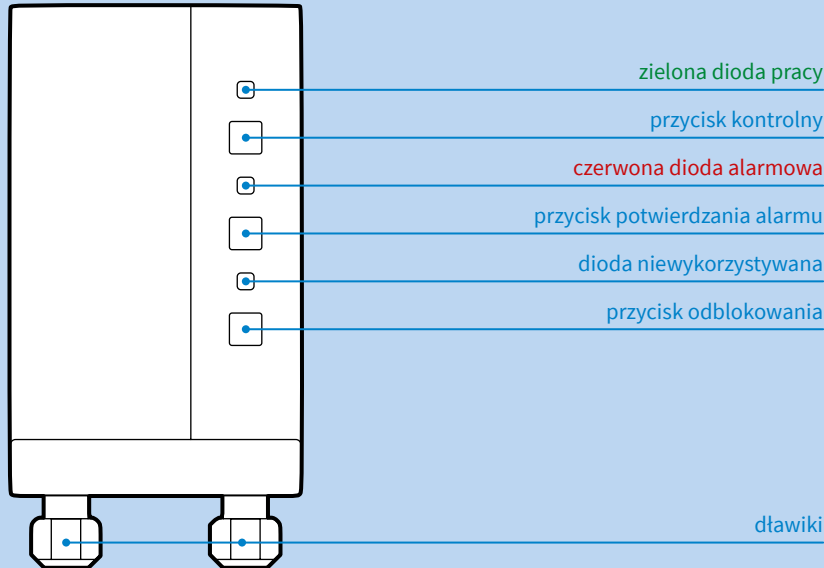 zielona dioda pracy
przycisk kontrolny
czerwona dioda alarmowa
przycisk potwierdzania alarmu
dioda niewykorzystywana
przycisk odblokowania
dławiki